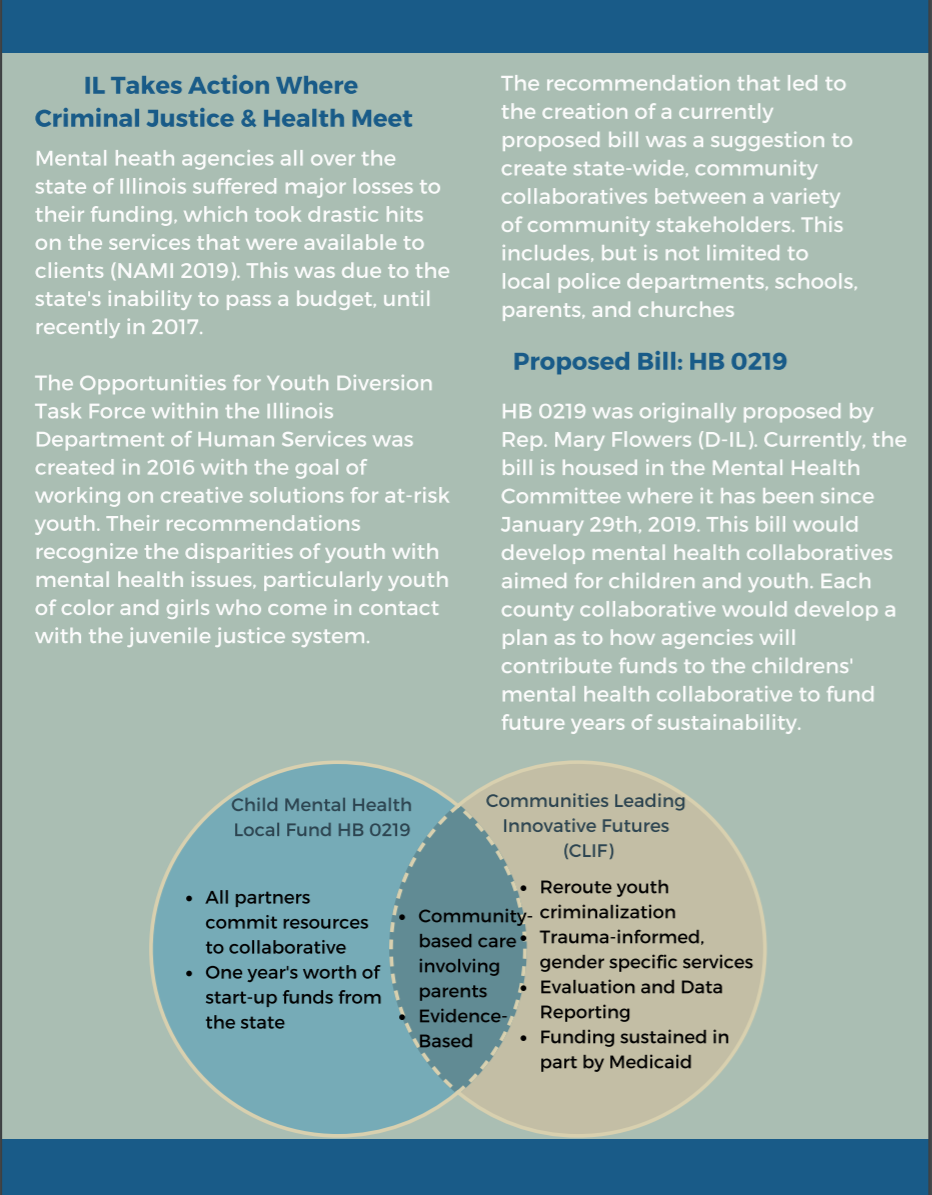 IL Takes Action Where
Criminal Justice & Health Meet
Mental heath agencies all over the
state of Illinois suffered major losses to
their funding, which took drastic hits
on the services that were available to
clients (NAMI 2019). This was due to the
state's inability to pass a budget, until
recently in 2017.
The Opportunities for Youth Diversion
Task Force within the Illinois
Department of Human Services was
created in 2016 with the goal of
working on creative solutions for at-risk
youth. Their recommendations
recognize the disparities of youth with
mental health issues, particularly youth
of color and girls who come in contact
with the juvenile justice system.
The recommendation that led to
the creation of a currently
proposed bill was a suggestion to
create state-wide, community
collaboratives between a variety
of community stakeholders. This
includes, but is not limited to
local police departments, schools,
parents, and churches
Proposed Bill: HB 0219
HB 0219 was originally proposed by
Rep. Mary Flowers (D-IL). Currently, the
bill is housed in the Mental Health
Committee where it has been since
January 29th, 2019. This bill would
develop mental health collaboratives
aimed for children and youth. Each
county collaborative would develop a
plan as to how agencies will
contribute funds to the childrens'
mental health collaborative to fund
future years of sustainability.
Child Mental Health
Local Fund HB 0219
• All partners
commit resources
to collaborative
• One year's worth of
start-up funds from
the state
• Community-
based care
involving
parents
• Evidence-
Based
Communities Leading
Innovative Futures
(CLIF)
• Reroute youth
criminalization
• Trauma-informed,
gender specific services
• Evaluation and Data
Reporting
• Funding sustained in
part by Medicaid